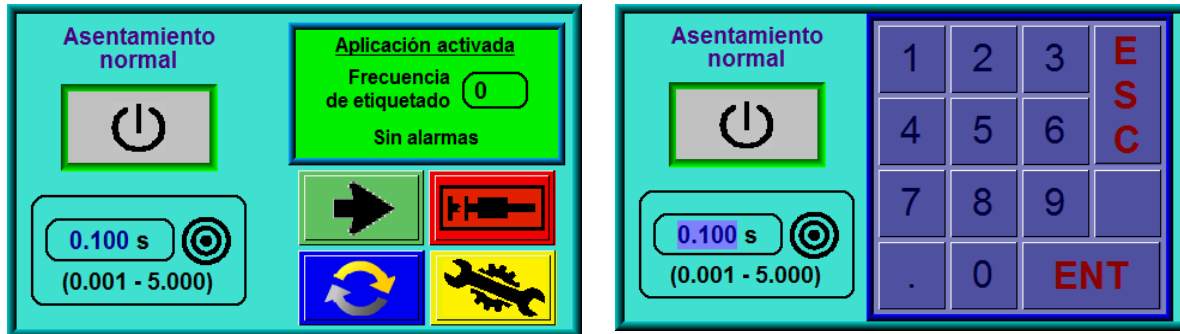 Asentamiento
normal
Aplicación activada
Frecuencia
de etiquetado 0
Sin alarmas
0.100 s
(0.001 - 5.000)
Asentamiento
normal
0.100 s
(0.001 - 5.000)
1 2 3 ESC
4 5 6
7 8 9
. 0 ENT